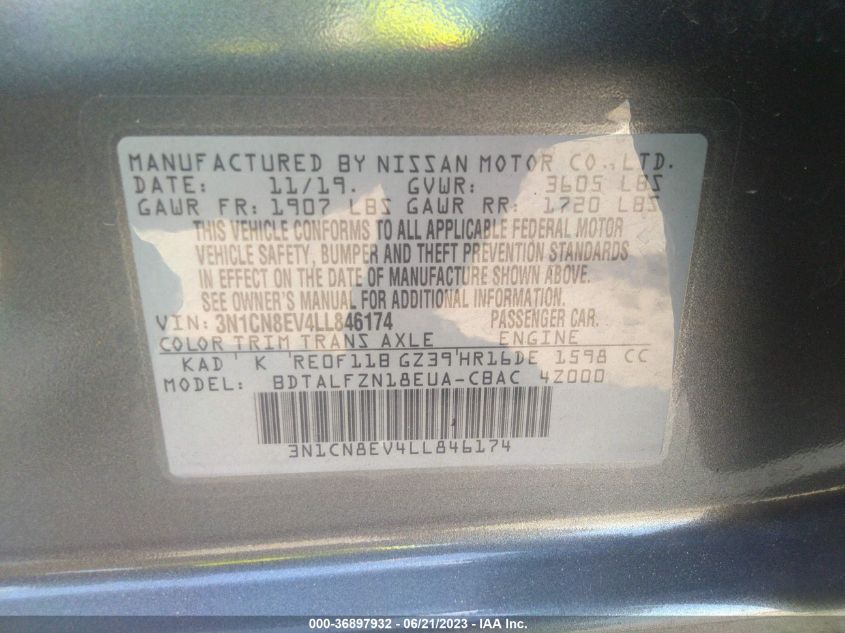 MANUFACTURED BY NISSAN MOTOR CO., LTD.
DATE: 11/19. GVWR: 3605 LBS
GAWR FR: 1907 LBS GAWR RR: 1720 LBS
THIS VEHICLE CONFORMS TO ALL APPLICABLE FEDERAL MOTOR
VEHICLE SAFETY, BUMPER AND THEFT PREVENTION STANDARDS
IN EFFECT ON THE DATE OF MANUFACTURE SHOWN ABOVE.
SEE OWNER'S MANUAL FOR ADDITIONAL INFORMATION.
VIN: 3N1CN8EV4LL846174 PASSENGER CAR.
COLOR TRIM TRANS AXLE ENGINE
KAD' K 'RE0F11B GZ39'HR16DE 1598 CC
MODEL: BDTALFZN18EUA-CBAC 4Z000
3N1CN8EV4LL846174
000-36897932 - 06/21/2023 - IAA Inc.